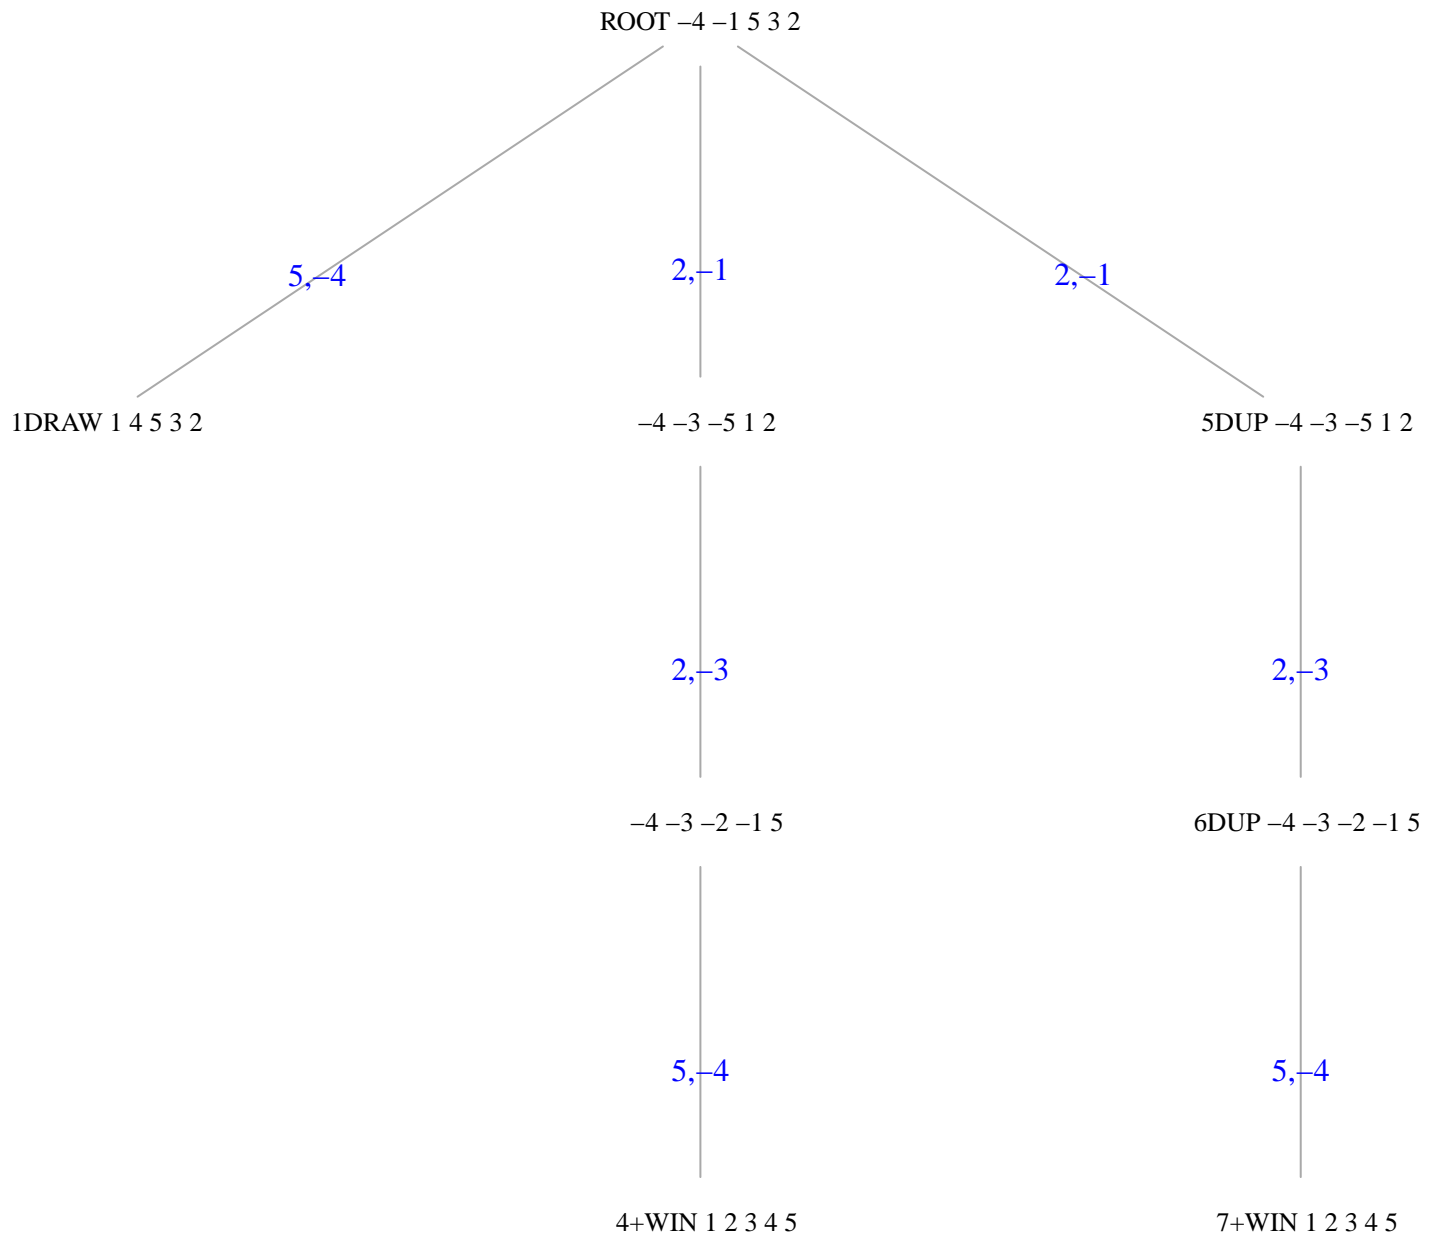 ROOT –4 –1 5 3 2
5,–4
2,–1
2,–1
1DRAW 1 4 5 3 2
–4 –3 –5 1 2
5DUP –4 –3 –5 1 2
2,–3
2,–3
–4 –3 –2 –1 5
6DUP –4 –3 –2 –1 5
5,–4
5,–4
4+WIN 1 2 3 4 5
7+WIN 1 2 3 4 5